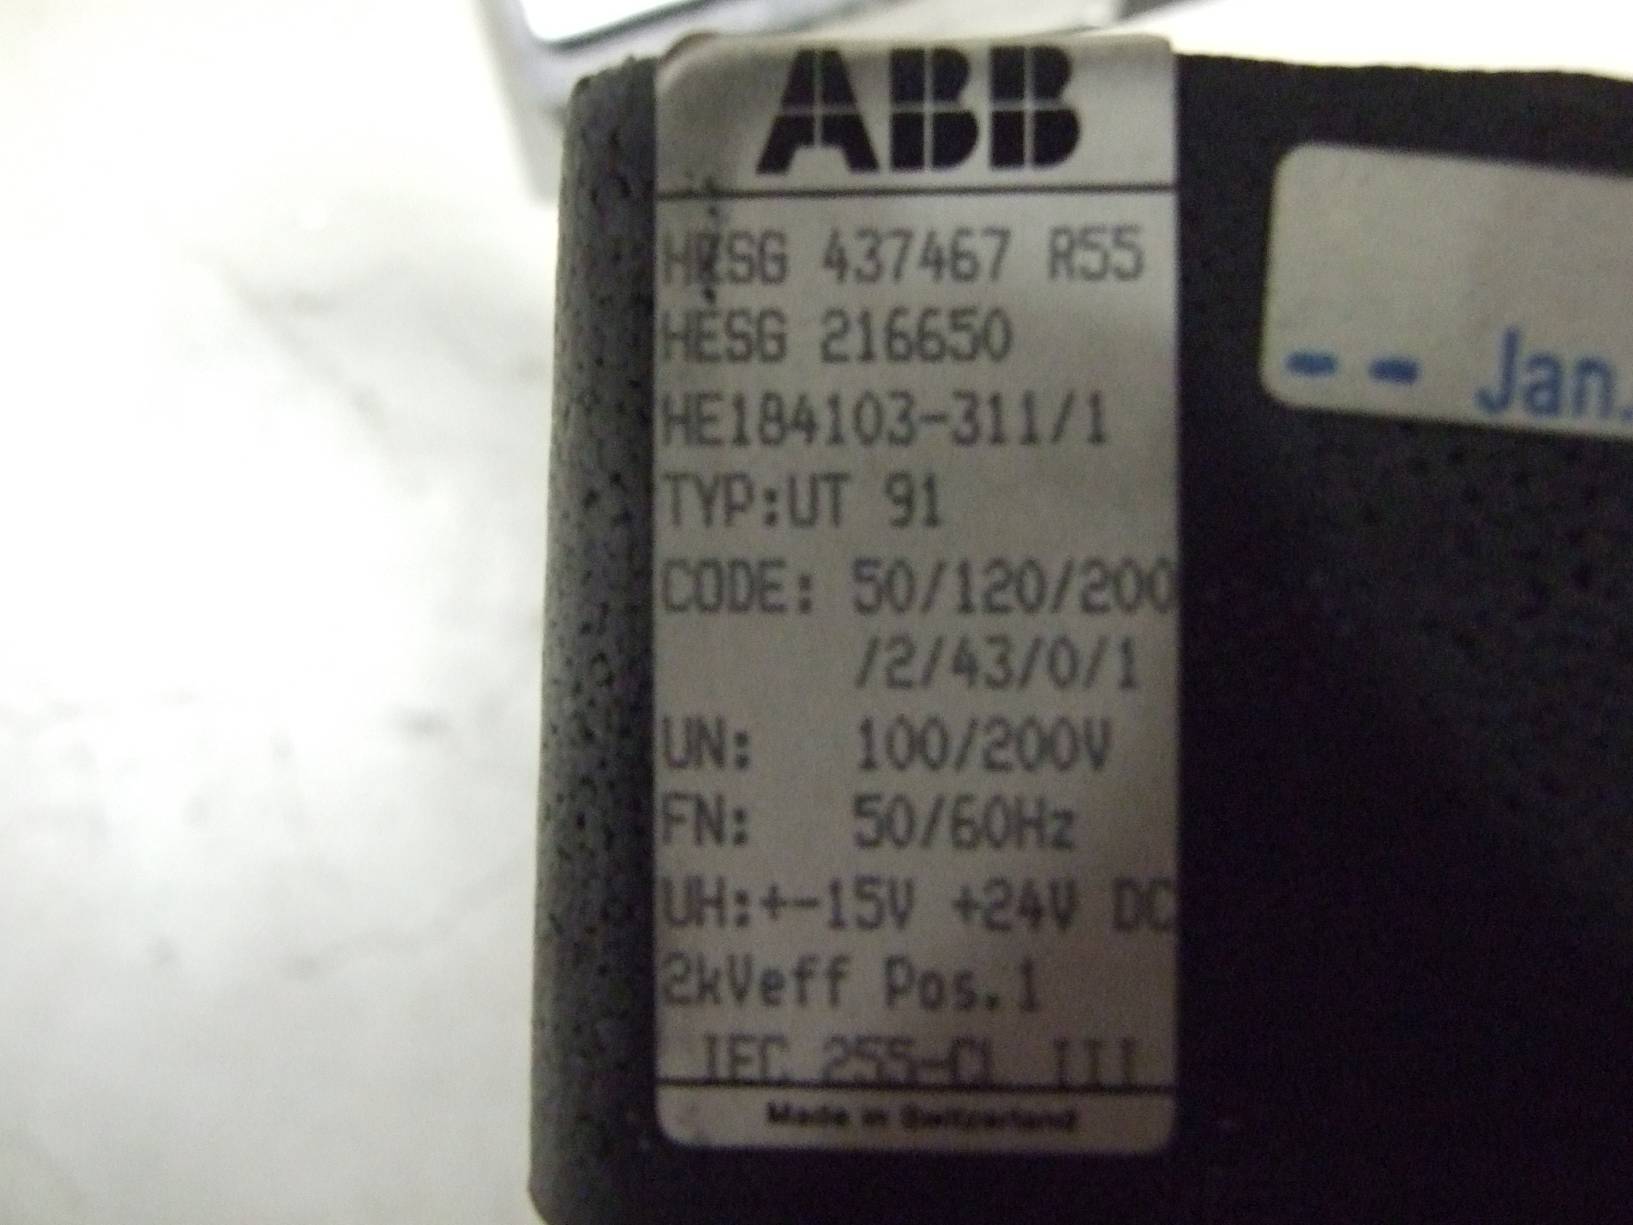 ABB
HESG 437467 R55
HESG 216650
HE184103-311/1
TYP:UT 91
CODE: 50/120/200
/2/43/0/1
UN: 100/200V
FN: 50/60Hz
UH:+-15V +24V DC
2kVeff Pos.1
IEC 255-Cl III
Made in Switzerland
-- Jan.